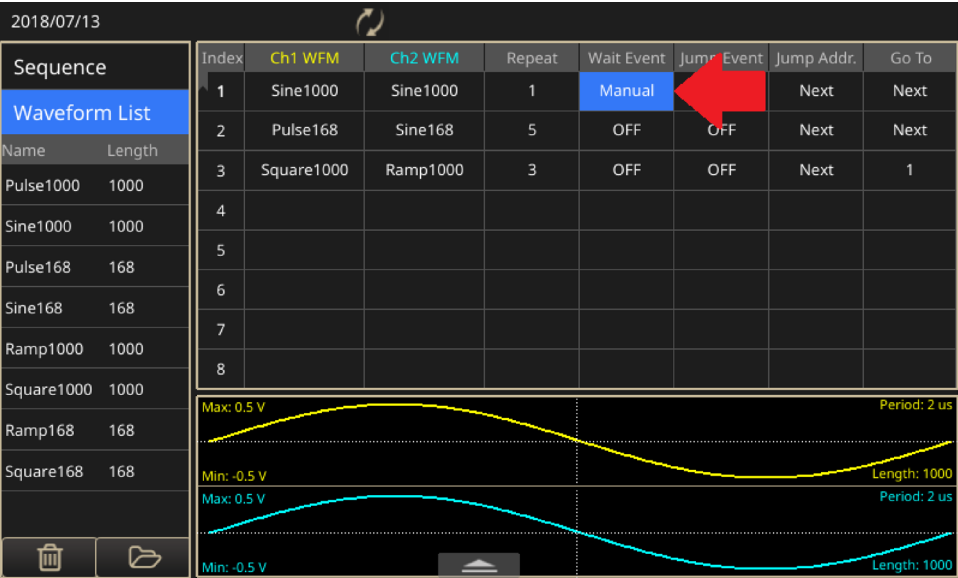 2018/07/13
Sequence
Waveform List
Name Length
Pulse1000 1000
Sine1000 1000
Pulse168 168
Sine168 168
Ramp1000 1000
Square1000 1000
Ramp168 168
Square168 168
Index Ch1 WFM Ch2 WFM Repeat Wait Event Jump Event Jump Addr. Go To
1 Sine1000 Sine1000 1 Manual Next Next
2 Pulse168 Sine168 5 OFF OFF Next Next
3 Square1000 Ramp1000 3 OFF OFF Next 1
4
5
6
7
8
Max: 0.5 V Period: 2 us
Min: -0.5 V Length: 1000
Max: 0.5 V Period: 2 us
Min: -0.5 V Length: 1000